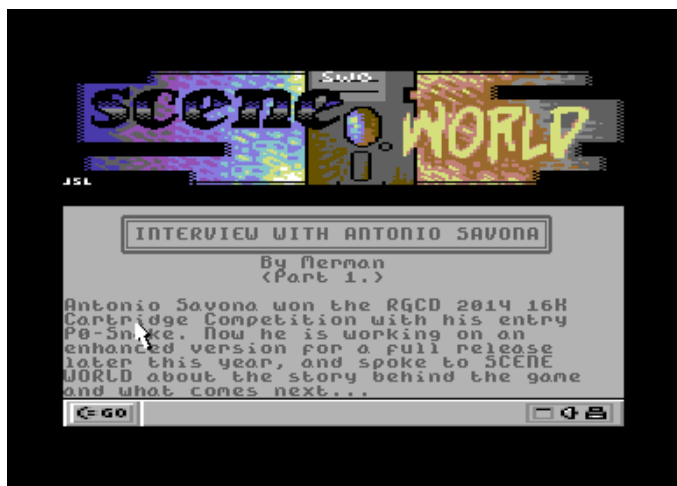 SWO
scene
WORLD
JSL
INTERVIEW WITH ANTONIO SAVONA
By Merman
<Part 1.>
Antonio Savona won the RGCD 2014 16K
Cartridge Competition with his entry
P0-Snake. Now he is working on an
enhanced version for a full release
later this year, and spoke to SCENE
WORLD about the story behind the game
and what comes next...
<= GO